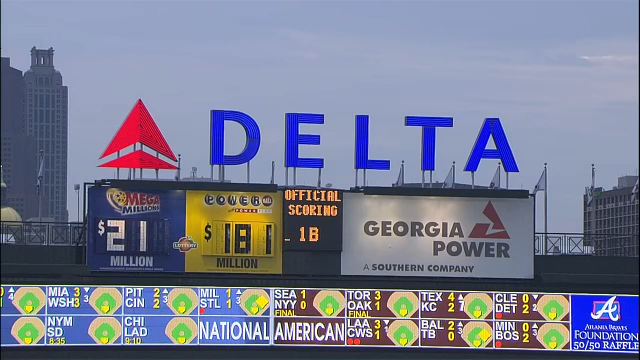 DELTA
MEGA MILLIONS
$21
MILLION
POWERBALL
$181
MILLION
OFFICIAL
SCORING
1B
GEORGIA
POWER
A SOUTHERN COMPANY
MIA 3
WSH 3
PIT 2
CIN 2
MIL 1
STL 1
SEA 1
NYY 0
FINAL
TOR 3
OAK 1
FINAL
TEX 4
KC 2
CLE 0
DET 2
NYM
SD
8:35
CHI
LAD
9:10
NATIONAL
AMERICAN
LAA 3
CWS 1
BAL 2
TB 0
MIN 0
BOS 2
Atlanta Braves
FOUNDATION
50/50 RAFFLE